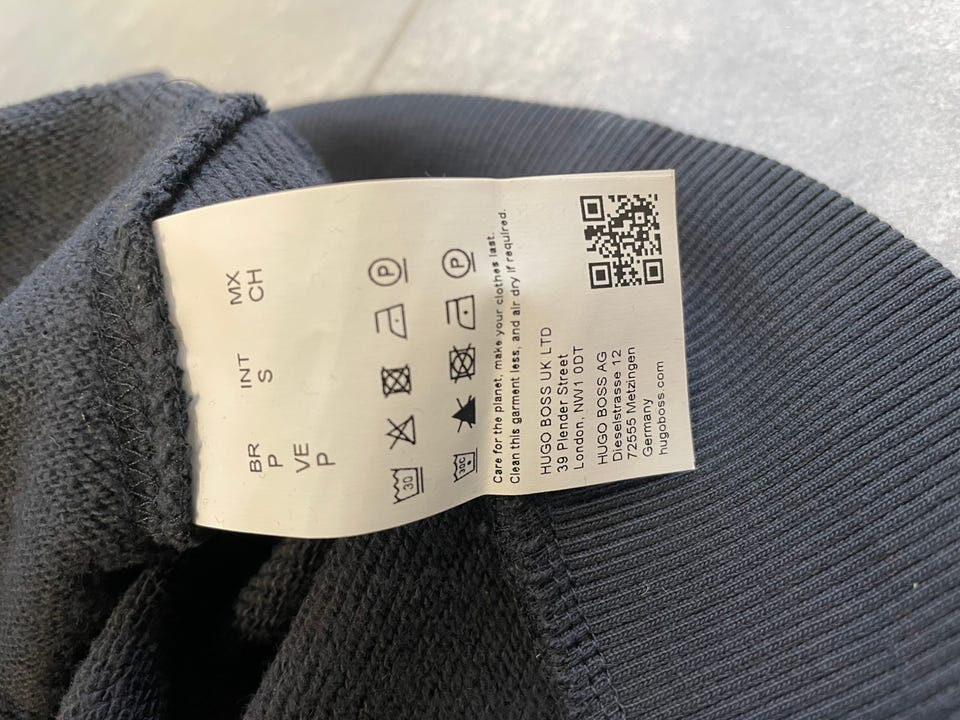 BR INT MX
P S CH
VE
P
30 P
30C P
Care for the planet, make your clothes last.
Clean this garment less, and air dry if required.
HUGO BOSS UK LTD
39 Plender Street
London, NW1 0DT
HUGO BOSS AG
Dieselstrasse 12
72555 Metzingen
Germany
hugoboss.com